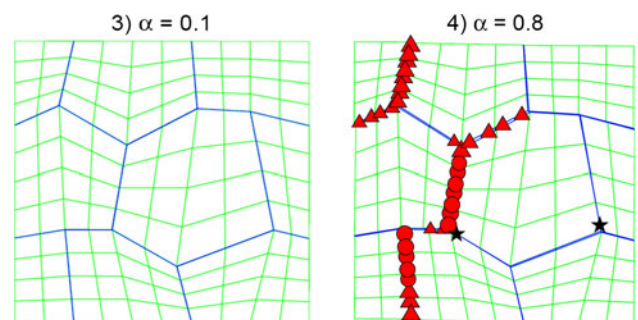 3) α = 0.1
4) α = 0.8